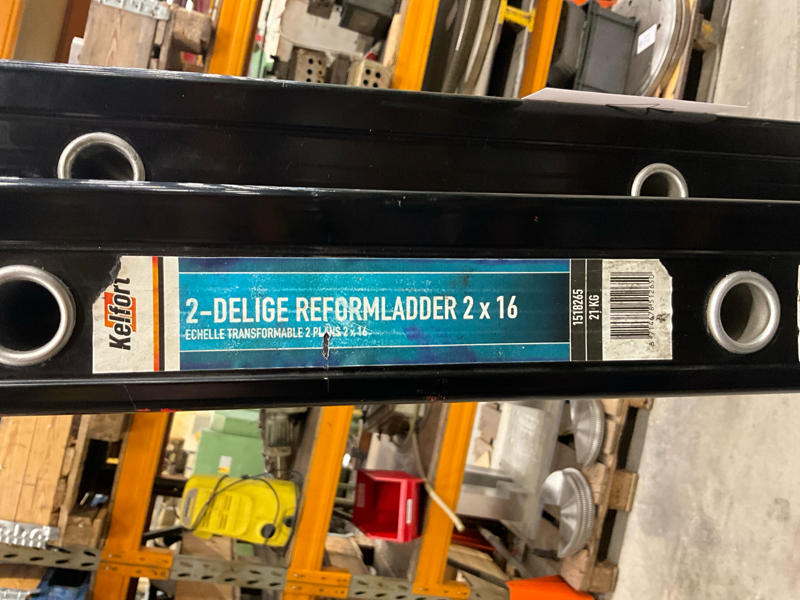 Kelfort
2-DELIGE REFORMLADDER 2 x 16
ECHELLE TRANSFORMABLE 2 PLANS 2 x 16
1518265
21 KG